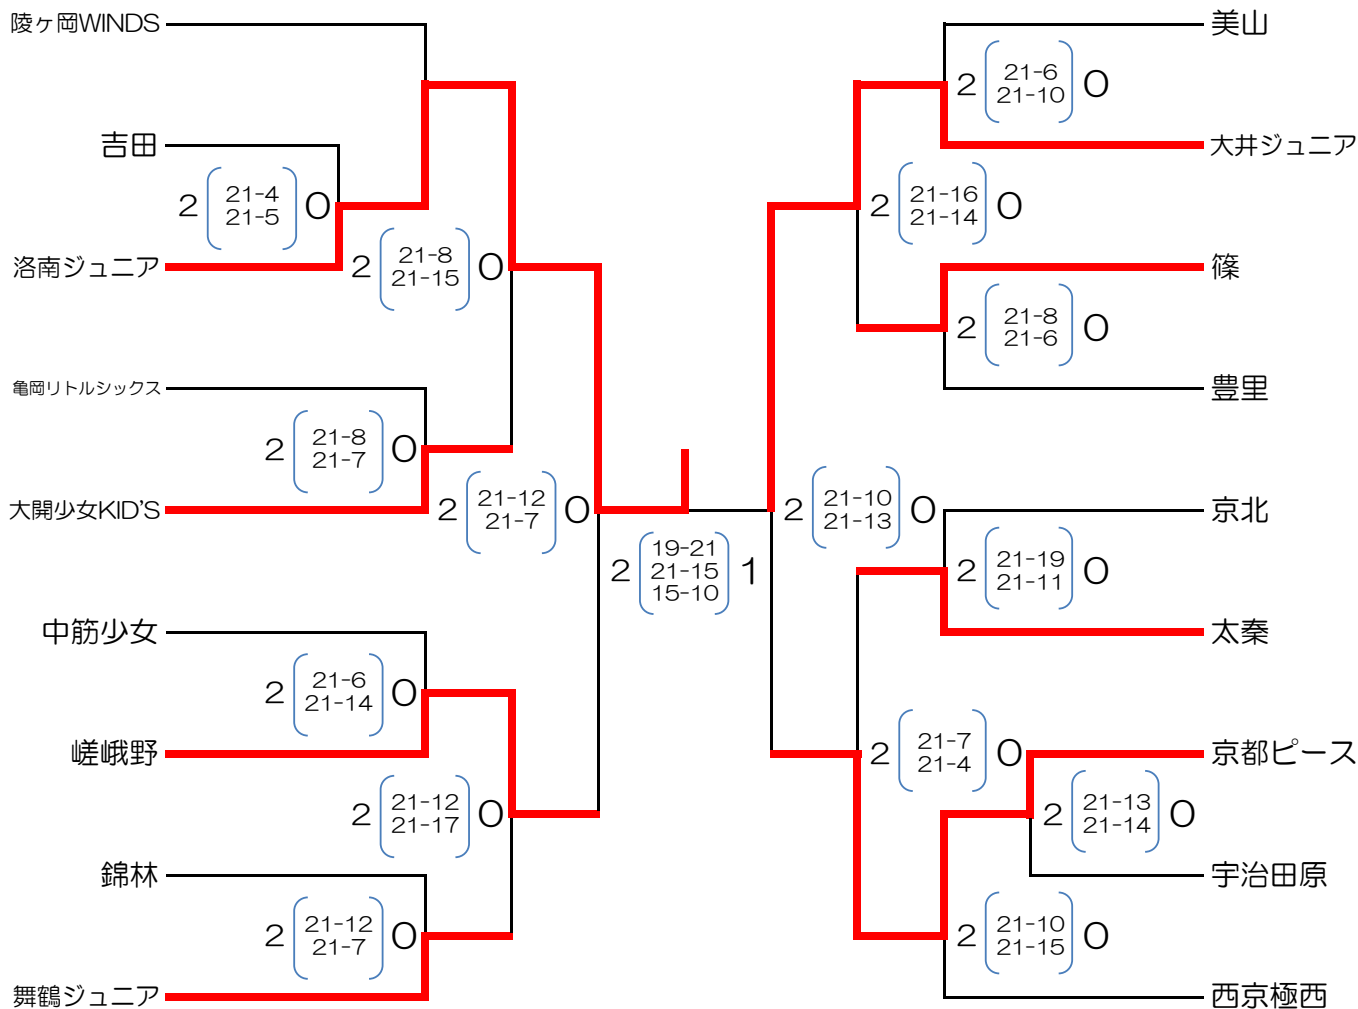 陵ヶ岡WINDS
吉田
2 21-4 0
21-5
洛南ジュニア
2 21-8 0
21-15
亀岡リトルシックス
2 21-8 0
21-7
大開少女KID'S
2 21-12 0
21-7
中筋少女
2 21-6 0
21-14
嵯峨野
2 21-12 0
21-17
錦林
2 21-12 0
21-7
舞鶴ジュニア
19-21
2 21-15 1
15-10
美山
2 21-6 0
21-10
大井ジュニア
2 21-16 0
21-14
篠
2 21-8 0
21-6
豊里
2 21-10 0
21-13
京北
2 21-19 0
21-11
太秦
2 21-7 0
21-4
京都ピース
2 21-13 0
21-14
宇治田原
2 21-10 0
21-15
西京極西